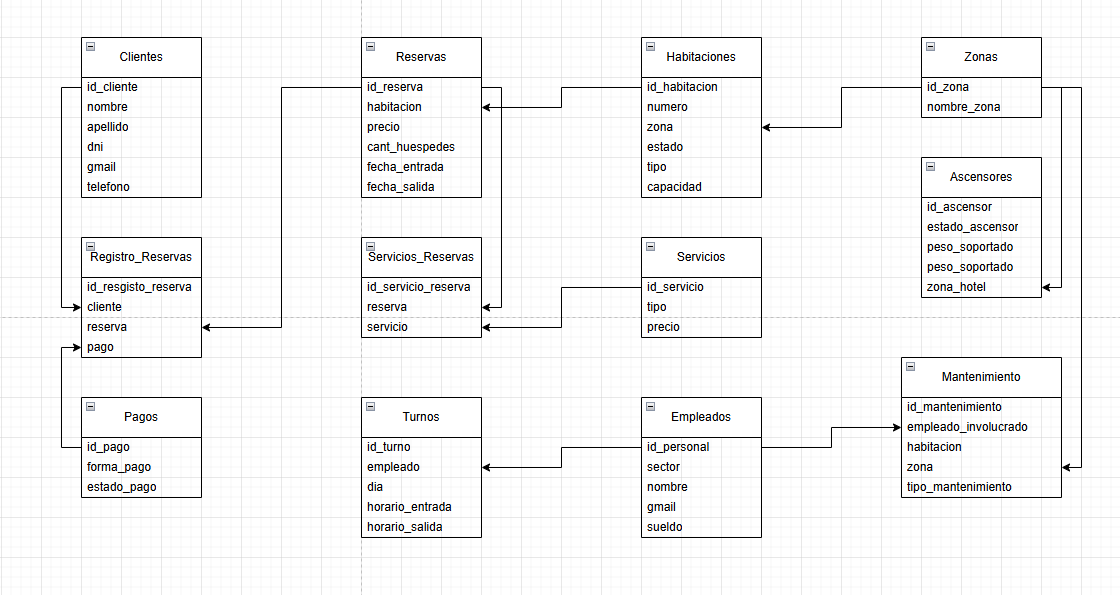 Clientes
id_cliente
nombre
apellido
dni
gmail
telefono
Reservas
id_reserva
habitacion
precio
cant_huespedes
fecha_entrada
fecha_salida
Habitaciones
id_habitacion
numero
zona
estado
tipo
capacidad
Zonas
id_zona
nombre_zona
Ascensores
id_ascensor
estado_ascensor
peso_soportado
peso_soportado
zona_hotel
Registro_Reservas
id_resgisto_reserva
cliente
reserva
pago
Servicios_Reservas
id_servicio_reserva
reserva
servicio
Servicios
id_servicio
tipo
precio
Mantenimiento
id_mantenimiento
empleado_involucrado
habitacion
zona
tipo_mantenimiento
Pagos
id_pago
forma_pago
estado_pago
Turnos
id_turno
empleado
dia
horario_entrada
horario_salida
Empleados
id_personal
sector
nombre
gmail
sueldo